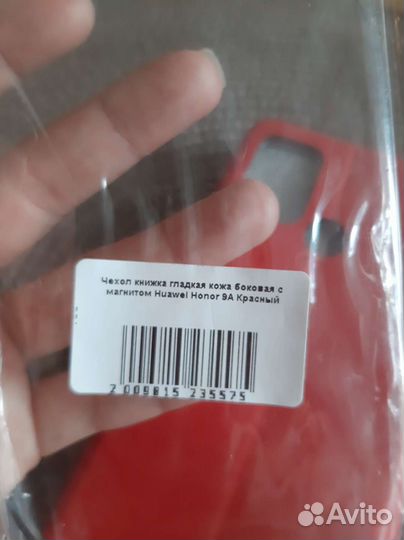 Чехол книжка гладкая кожа боковая с
магнитом Huawei Honor 9A Красный
2 009815 235575
Avito